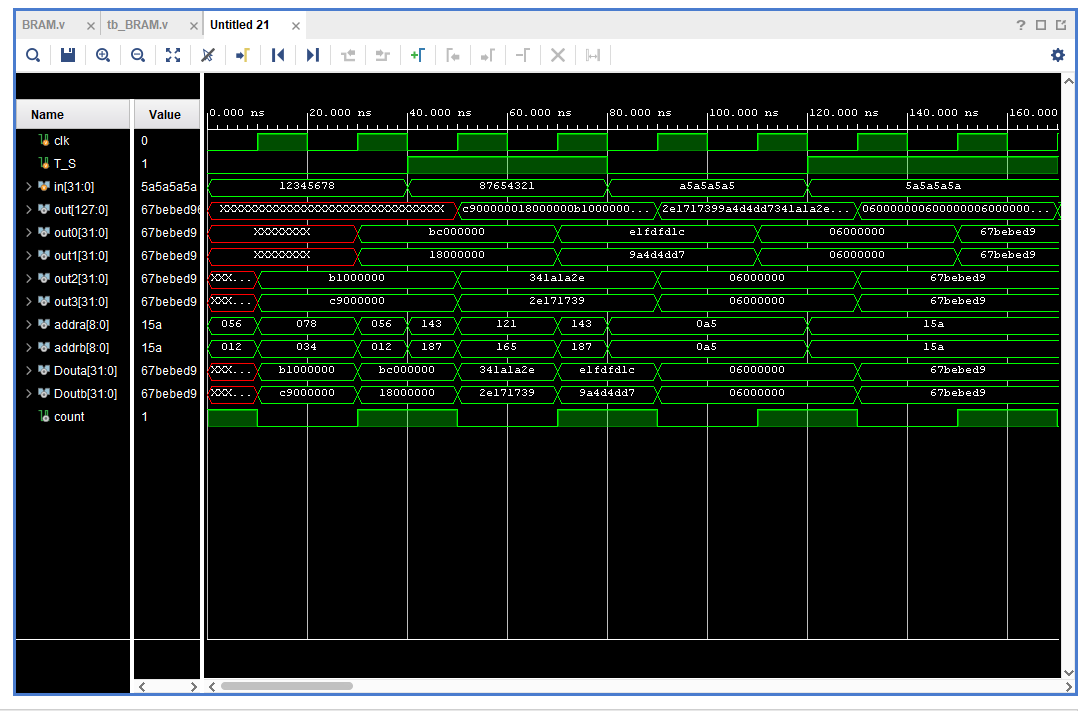 BRAM.v × tb_BRAM.v × Untitled 21 ×
Name Value 0.000 ns 20.000 ns 40.000 ns 60.000 ns 80.000 ns 100.000 ns 120.000 ns 140.000 ns 160.000
clk 0
T_S 1
in[31:0] 5a5a5a5a 12345678 87654321 a5a5a5a5 5a5a5a5a
out[127:0] 67bebed96 XXXXXXXXXXXXXXXXXXXXXXXXXXXXXXXX c900000018000000b1000000... 2e1717399a4d4dd7341a1a2e... 060000000600000006000000...
out0[31:0] 67bebed9 XXXXXXXX bc000000 e1fdfd1c 06000000 67bebed9
out1[31:0] 67bebed9 XXXXXXXX 18000000 9a4d4dd7 06000000 67bebed9
out2[31:0] 67bebed9 XXX... b1000000 341a1a2e 06000000 67bebed9
out3[31:0] 67bebed9 XXX... c9000000 2e171739 06000000 67bebed9
addra[8:0] 15a 056 078 056 143 121 143 0a5 15a
addrb[8:0] 15a 012 034 012 187 165 187 0a5 15a
Douta[31:0] 67bebed9 XXX... b1000000 bc000000 341a1a2e e1fdfd1c 06000000 67bebed9
Doutb[31:0] 67bebed9 XXX... c9000000 18000000 2e171739 9a4d4dd7 06000000 67bebed9
count 1